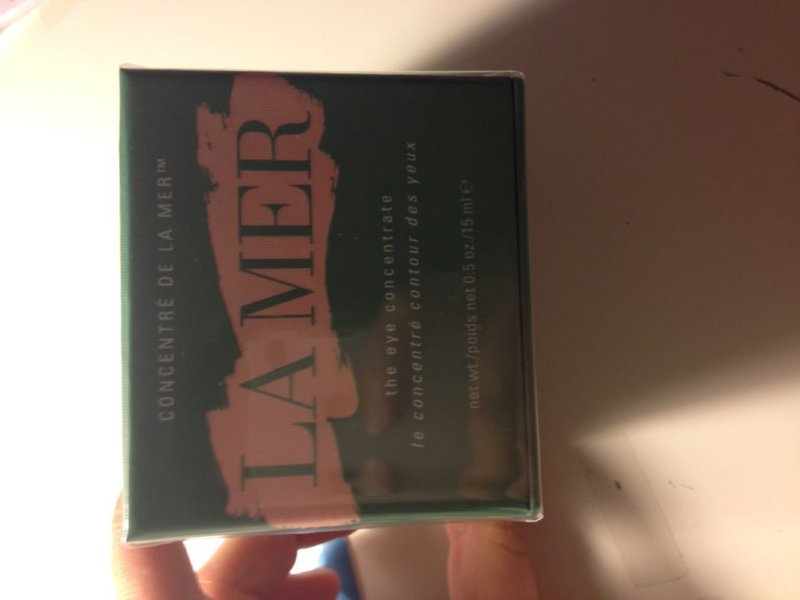 CONCENTRÉ DE LA MER™
LA MER
the eye concentrate
le concentré contour des yeux
net wt./poids net 0.5 oz./15 ml ℮